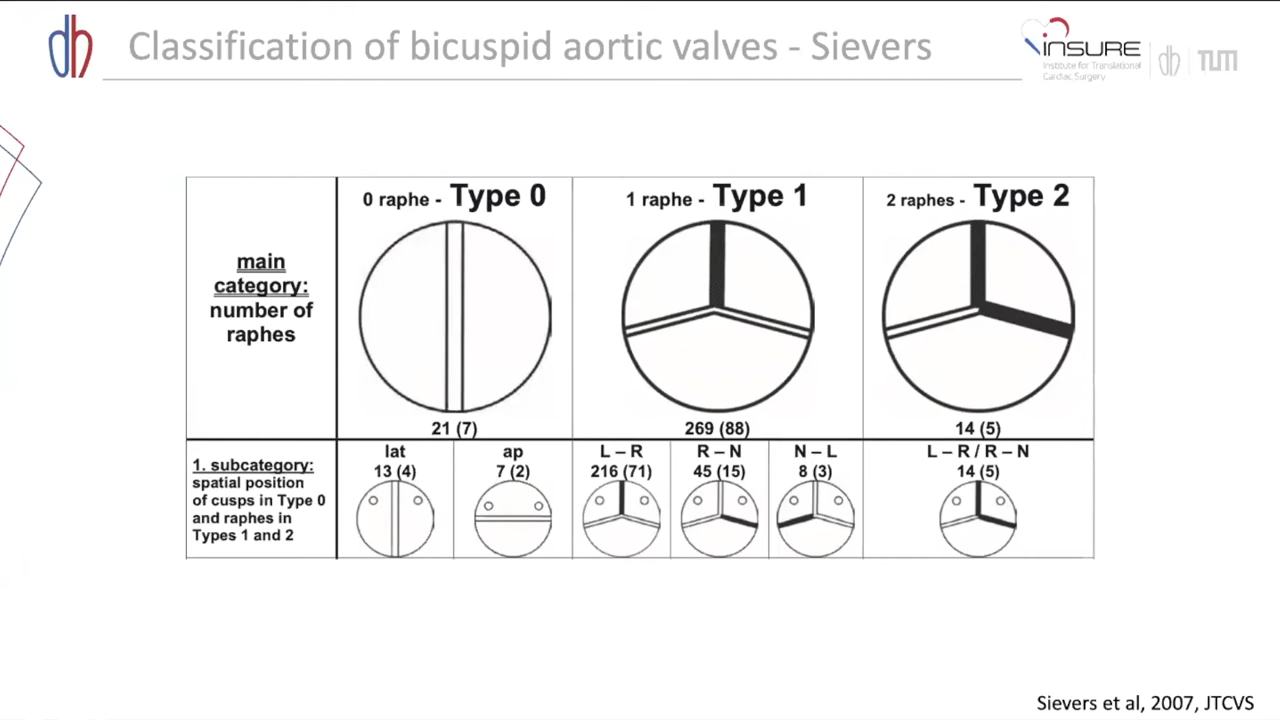 Classification of bicuspid aortic valves - Sievers
INSURE
Institute for Translational
Cardiac Surgery
TUM
main
category:
number of
raphes
0 raphe - Type 0
21 (7)
1 raphe - Type 1
269 (88)
2 raphes - Type 2
14 (5)
1. subcategory:
spatial position
of cusps in Type 0
and raphes in
Types 1 and 2
lat
13 (4)
ap
7 (2)
L – R
216 (71)
R – N
45 (15)
N – L
8 (3)
L – R / R – N
14 (5)
Sievers et al, 2007, JTCVS